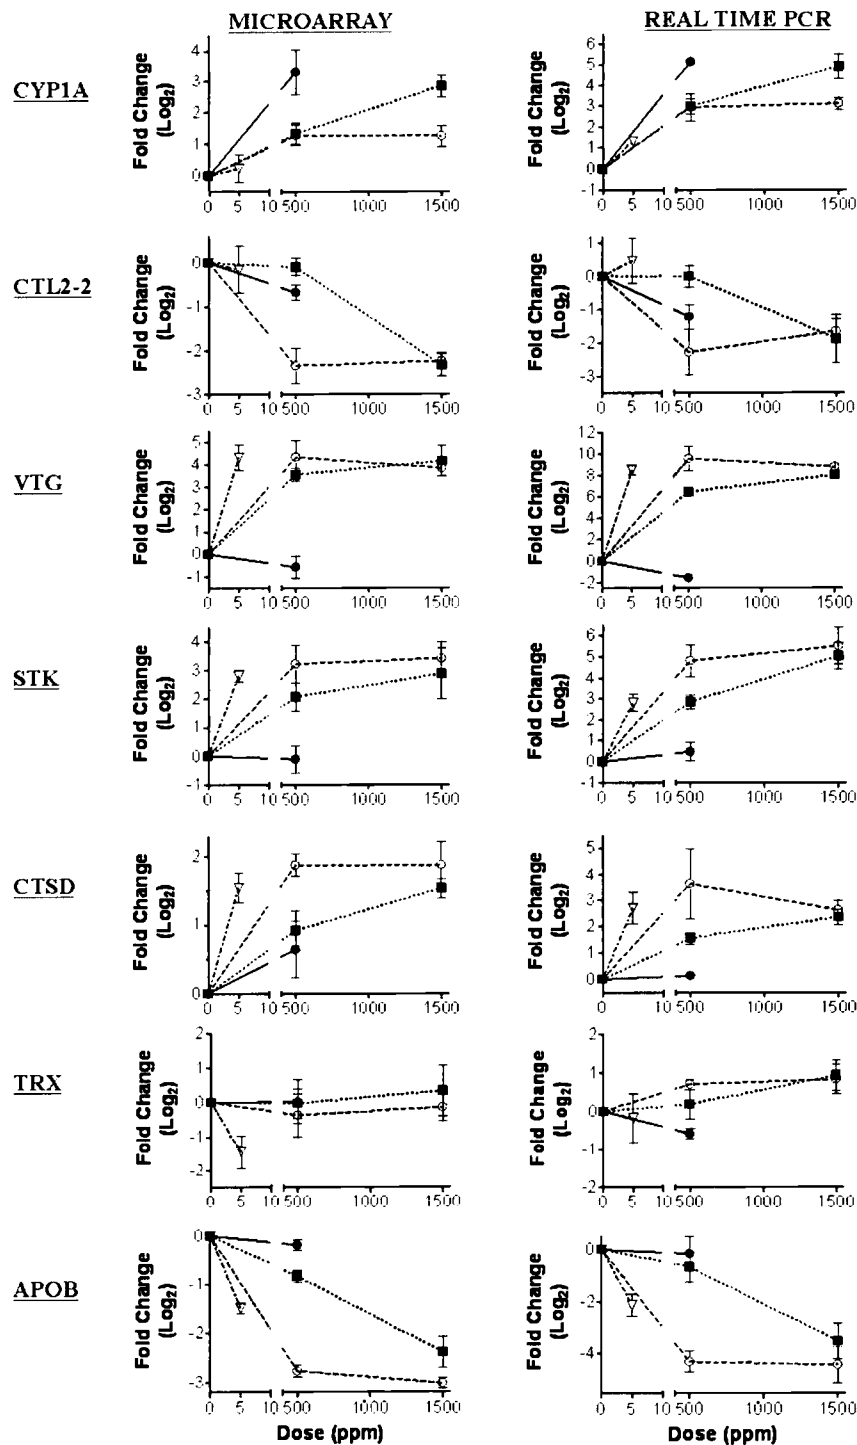 MICROARRAY
REAL TIME PCR
CYP1A
Fold Change
(Log2)
4
3
2
1
0
0 5 10 500 1000 1500
Fold Change
(Log2)
6
5
4
3
2
1
0
-1
0 5 10 500 1000 1500
CTL2-2
Fold Change
(Log2)
0
-1
-2
-3
0 5 10 500 1000 1500
Fold Change
(Log2)
1
0
-1
-2
-3
0 5 10 500 1000 1500
VTG
Fold Change
(Log2)
5
4
3
2
1
0
-1
0 5 10 500 1000 1500
Fold Change
(Log2)
12
10
8
6
4
2
0
-2
0 5 10 500 1000 1500
STK
Fold Change
(Log2)
4
3
2
1
0
-1
0 5 10 500 1000 1500
Fold Change
(Log2)
6
5
4
3
2
1
0
-1
0 5 10 500 1000 1500
CTSD
Fold Change
(Log2)
2
1
0
0 5 10 500 1000 1500
Fold Change
(Log2)
5
4
3
2
1
0
0 5 10 500 1000 1500
TRX
Fold Change
(Log2)
2
1
0
-1
-2
0 5 10 500 1000 1500
Fold Change
(Log2)
2
1
0
-1
-2
0 5 10 500 1000 1500
APOB
Fold Change
(Log2)
0
-1
-2
-3
0 5 10 500 1000 1500
Dose (ppm)
Fold Change
(Log2)
0
-2
-4
0 5 10 500 1000 1500
Dose (ppm)